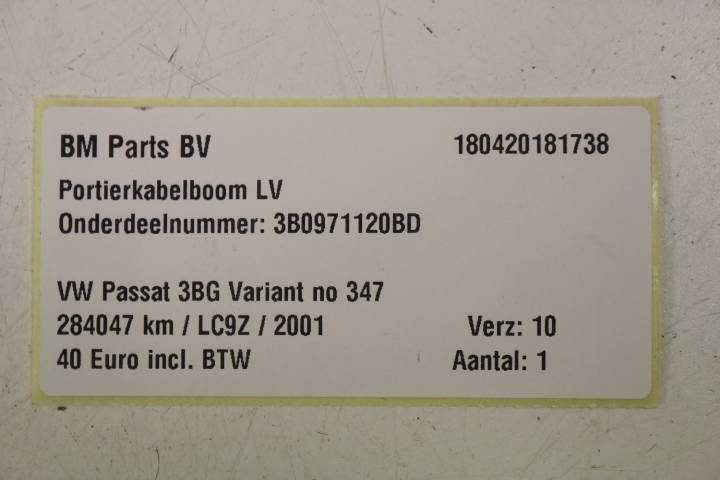 BM Parts BV 180420181738
Portierkabelboom LV
Onderdeelnummer: 3B0971120BD
VW Passat 3BG Variant no 347
284047 km / LC9Z / 2001 Verz: 10
40 Euro incl. BTW Aantal: 1